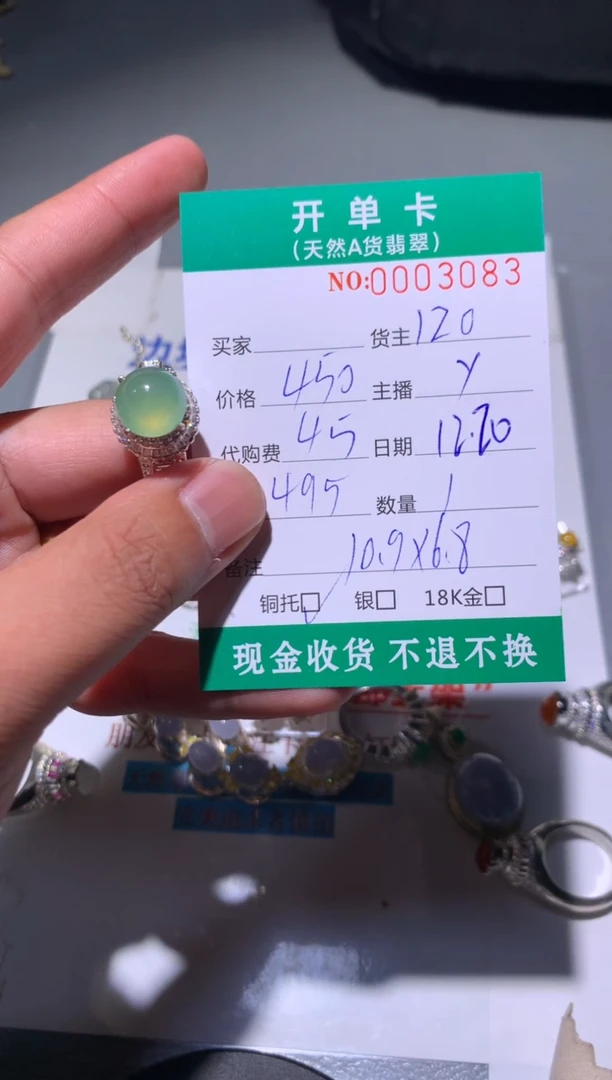 开单卡
(天然A货翡翠)
NO:0003083
买家 货主 120
价格 450 主播 Y
代购费 45 日期 12.20
495 数量 1
备注 10.9X6.8
铜托☑ 银□ 18K金□
现金收货 不退不换